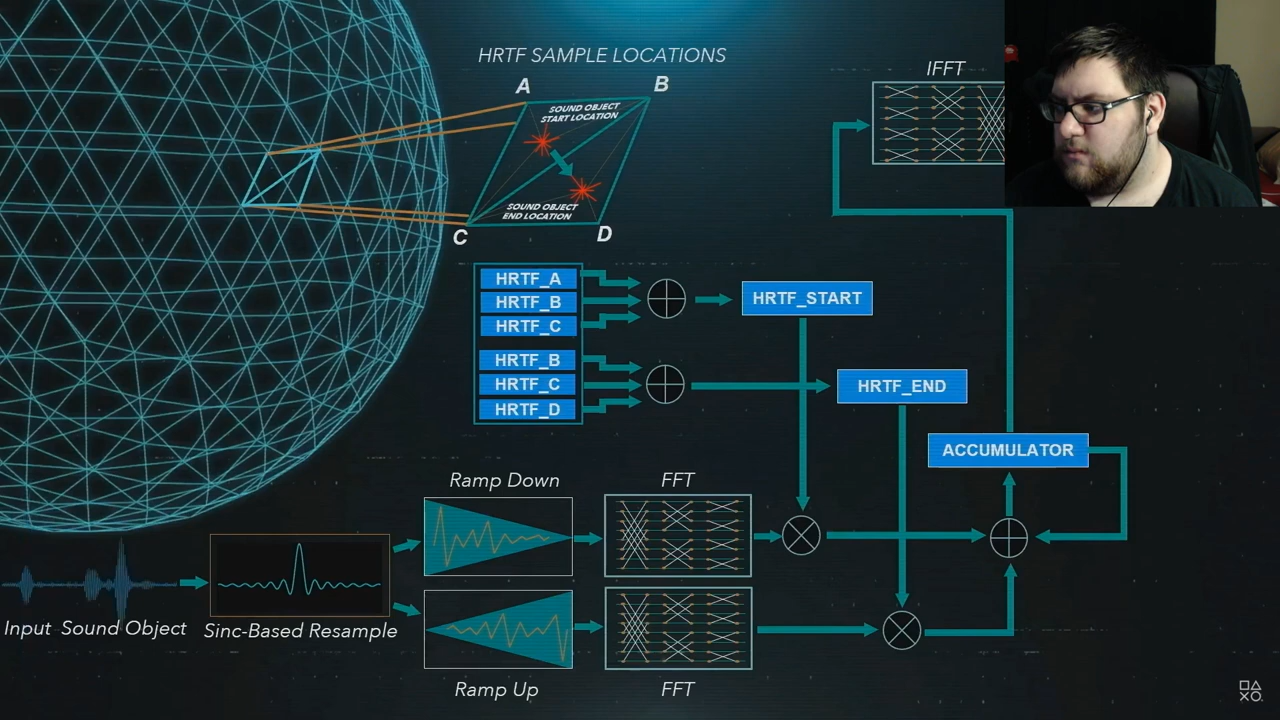 HRTF SAMPLE LOCATIONS
IFFT
A
B
SOUND OBJECT
START LOCATION
SOUND OBJECT
END LOCATION
C
D
HRTF_A
HRTF_B
HRTF_C
HRTF_B
HRTF_C
HRTF_D
HRTF_START
HRTF_END
ACCUMULATOR
Ramp Down
FFT
Input Sound Object
Sinc-Based Resample
Ramp Up
FFT